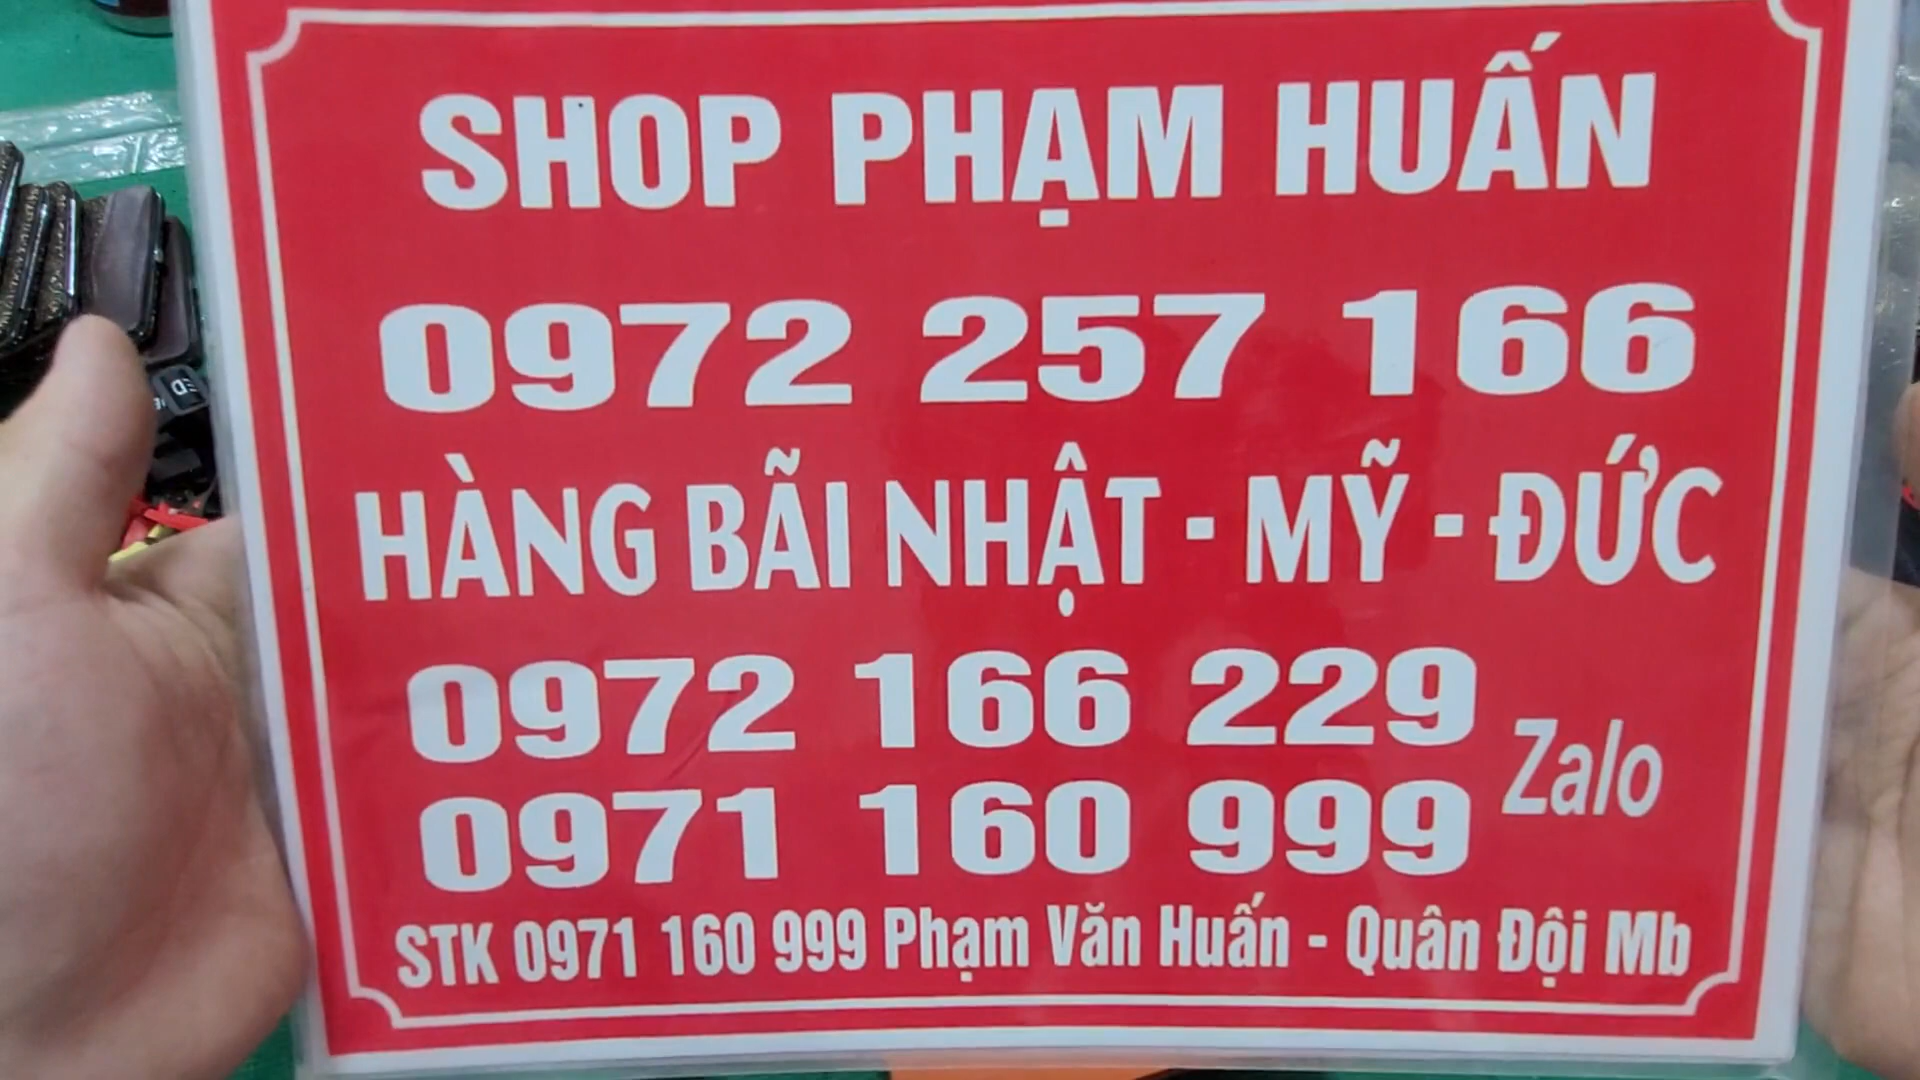 SHOP PHẠM HUẤN
0972 257 166
HÀNG BÃI NHẬT - MỸ - ĐỨC
0972 166 229
0971 160 999
Zalo
STK 0971 160 999 Phạm Văn Huấn - Quân Đội Mb